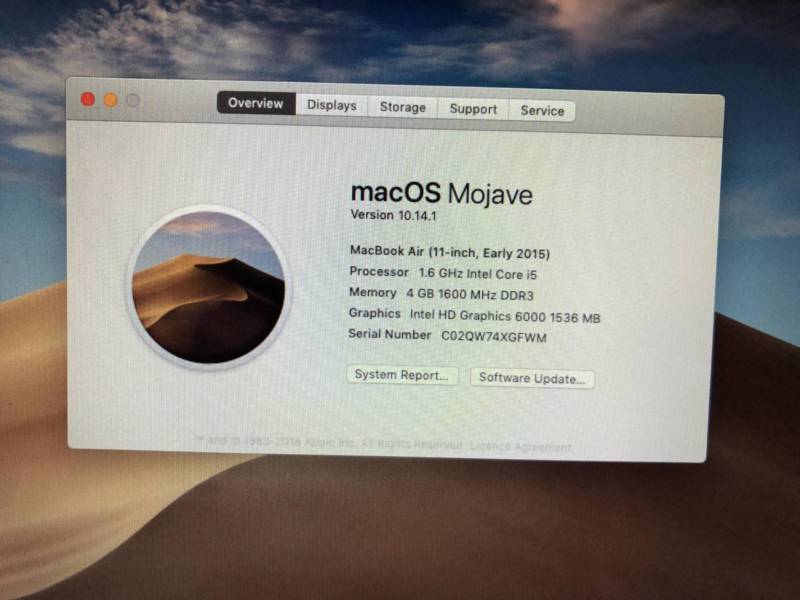 Overview Displays Storage Support Service
macOS Mojave
Version 10.14.1
MacBook Air (11-inch, Early 2015)
Processor 1.6 GHz Intel Core i5
Memory 4 GB 1600 MHz DDR3
Graphics Intel HD Graphics 6000 1536 MB
Serial Number C02QW74XGFWM
System Report... Software Update...
™ and © 1983-2018 Apple Inc. All Rights Reserved. Licence Agreement